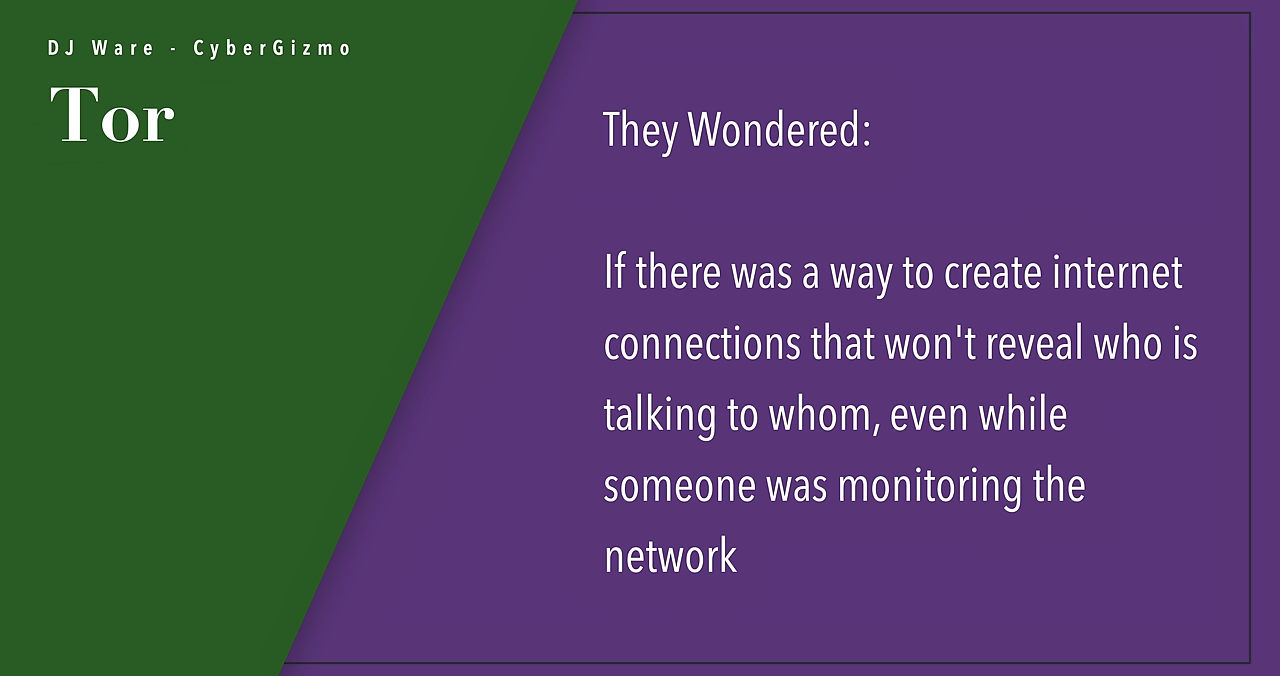 DJ Ware - CyberGizmo
Tor
They Wondered:
If there was a way to create internet
connections that won't reveal who is
talking to whom, even while
someone was monitoring the
network